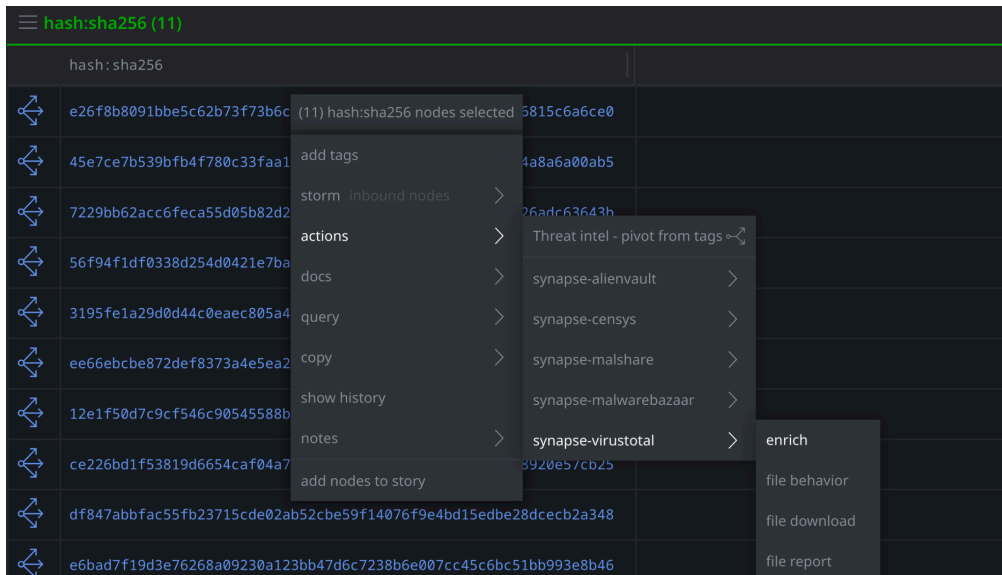 hash:sha256 (11)
hash:sha256
e26f8b8091bbe5c62b73f73b6c 6815c6a6ce0
(11) hash:sha256 nodes selected
add tags
45e7ce7b539bfb4f780c33faa1 4a8a6a00ab5
storm inbound nodes
7229bb62acc6feca55d05b82d2 26adc63643b
actions
Threat intel - pivot from tags
56f94f1df0338d254d0421e7ba
docs
synapse-alienvault
3195fe1a29d0d44c0eaec805a4
query
synapse-censys
ee66ebcbe872def8373a4e5ea2
copy
synapse-malshare
12e1f50d7c9cf546c90545588b
show history
synapse-malwarebazaar
notes
synapse-virustotal
enrich
ce226bd1f53819d6654caf04a7 8920e57cb25
add nodes to story
file behavior
df847abbfac55fb23715cde02ab52cbe59f14076f9e4bd15edbe28dcecb2a348
file download
e6bad7f19d3e76268a09230a123bb47d6c7238b6e007cc45c6bc51bb993e8b46
file report